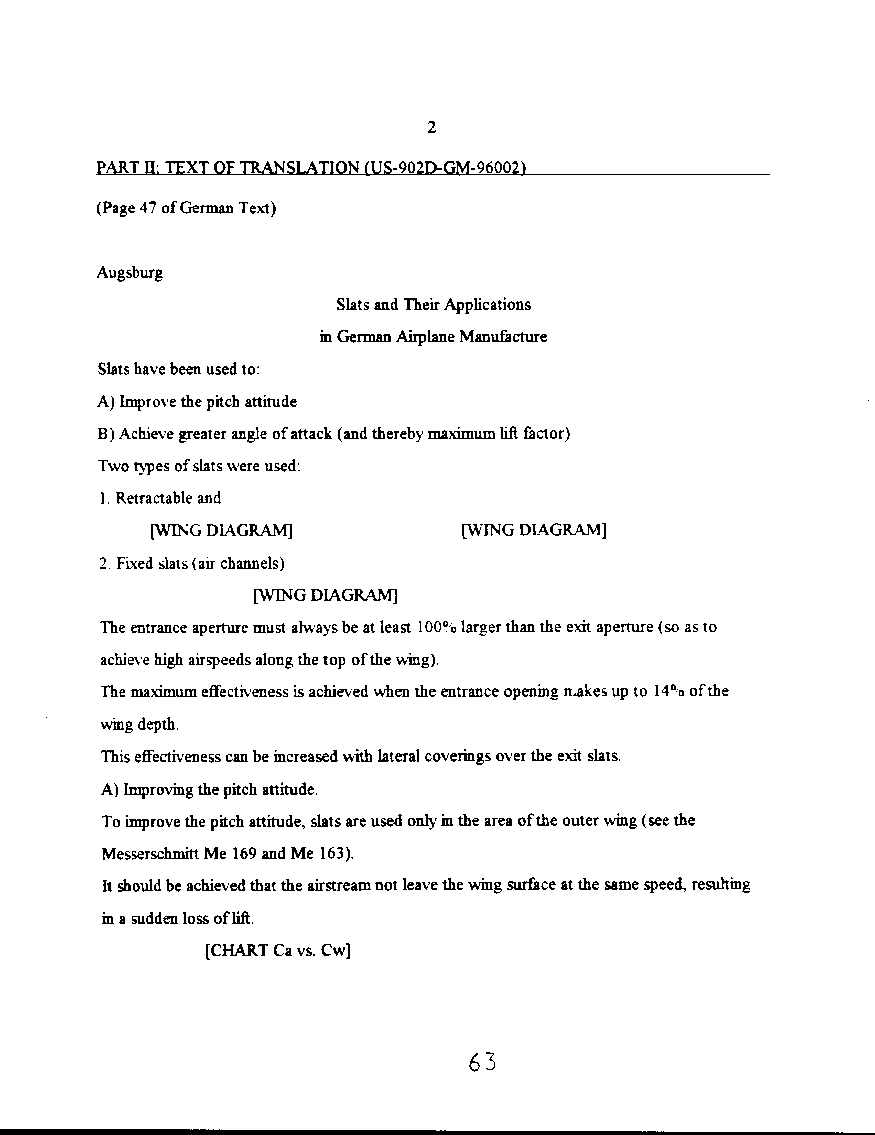 2
PART II: TEXT OF TRANSLATION (US-902D-GM-96002)
(Page 47 of German Text)
Augsburg
Slats and Their Applications
in German Airplane Manufacture
Slats have been used to:
A) Improve the pitch attitude
B) Achieve greater angle of attack (and thereby maximum lift factor)
Two types of slats were used:
1. Retractable and
[WING DIAGRAM] [WING DIAGRAM]
2. Fixed slats (air channels)
[WING DIAGRAM]
The entrance aperture must always be at least 100% larger than the exit aperture (so as to
achieve high airspeeds along the top of the wing).
The maximum effectiveness is achieved when the entrance opening makes up to 14% of the
wing depth.
This effectiveness can be increased with lateral coverings over the exit slats.
A) Improving the pitch attitude.
To improve the pitch attitude, slats are used only in the area of the outer wing (see the
Messerschmitt Me 169 and Me 163).
It should be achieved that the airstream not leave the wing surface at the same speed, resulting
in a sudden loss of lift.
[CHART Ca vs. Cw]
63